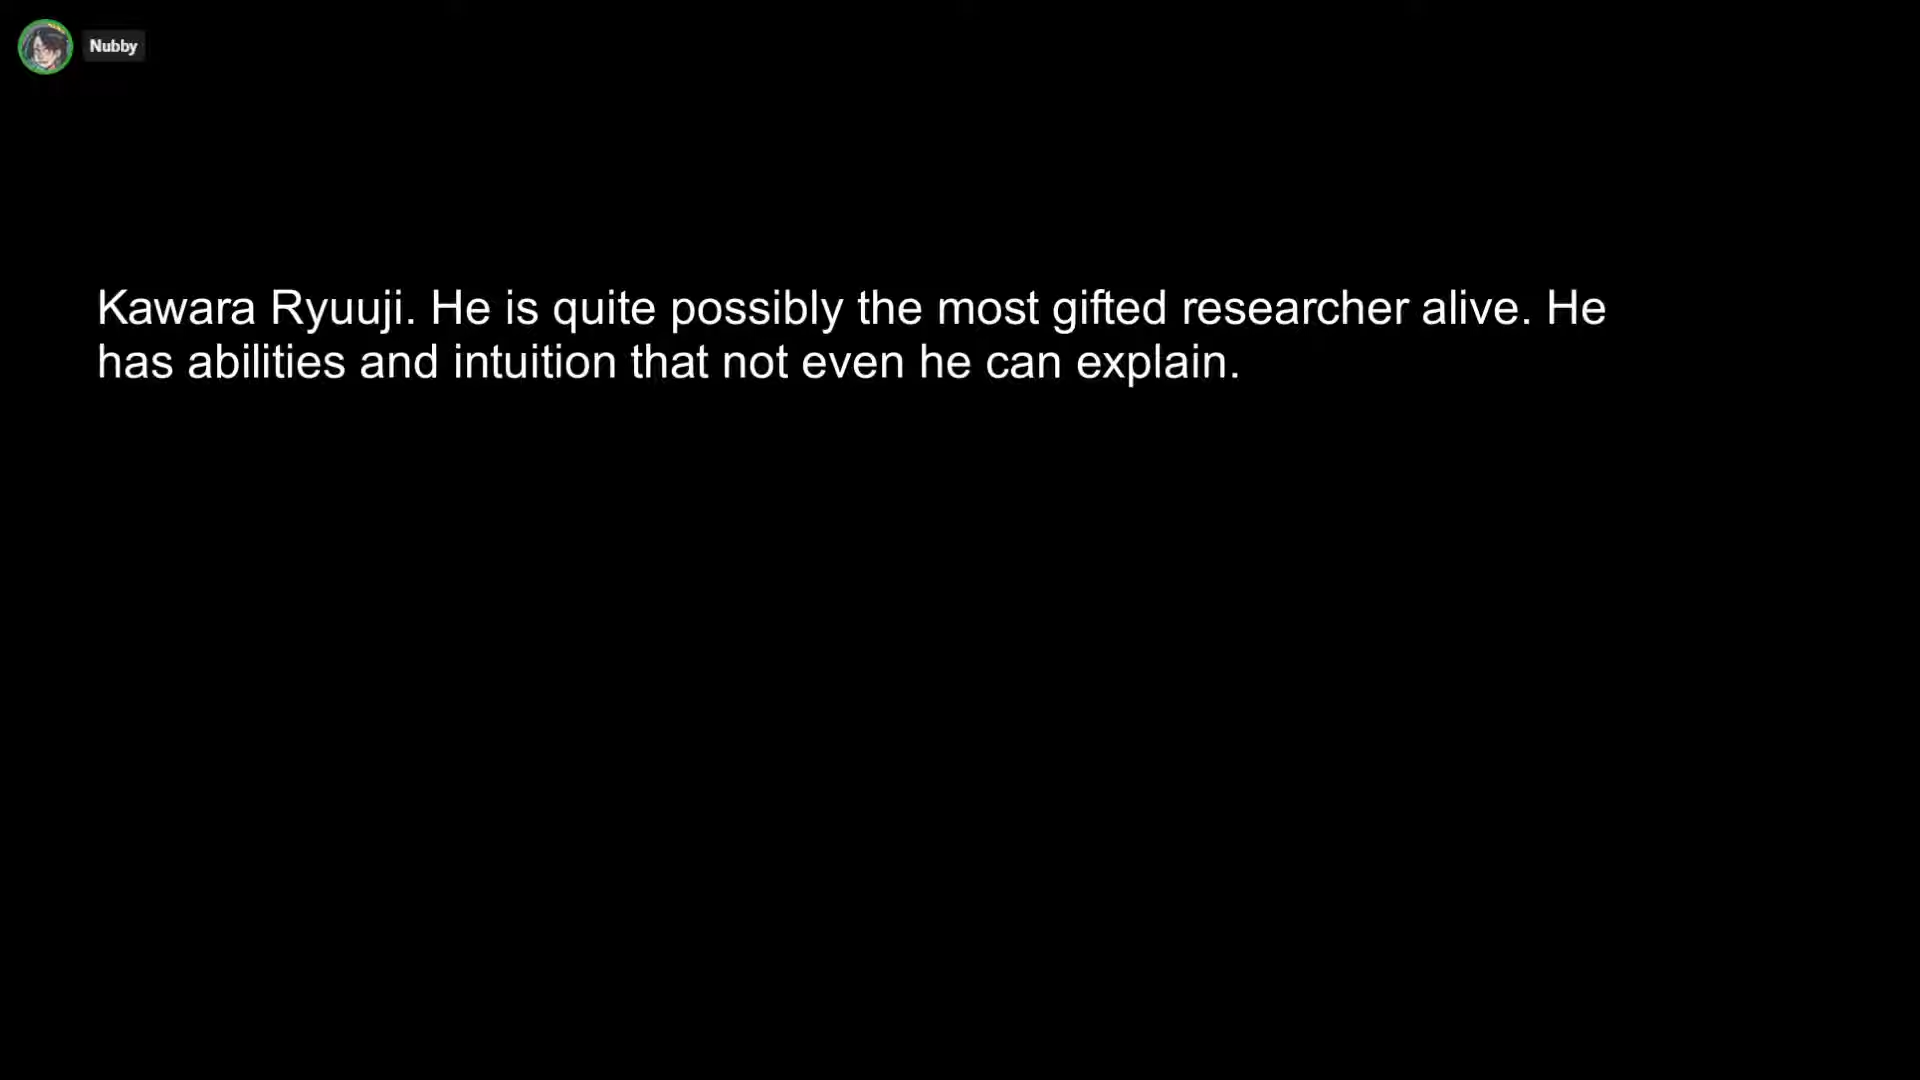 Nubby
Kawara Ryuuji. He is quite possibly the most gifted researcher alive. He
has abilities and intuition that not even he can explain.